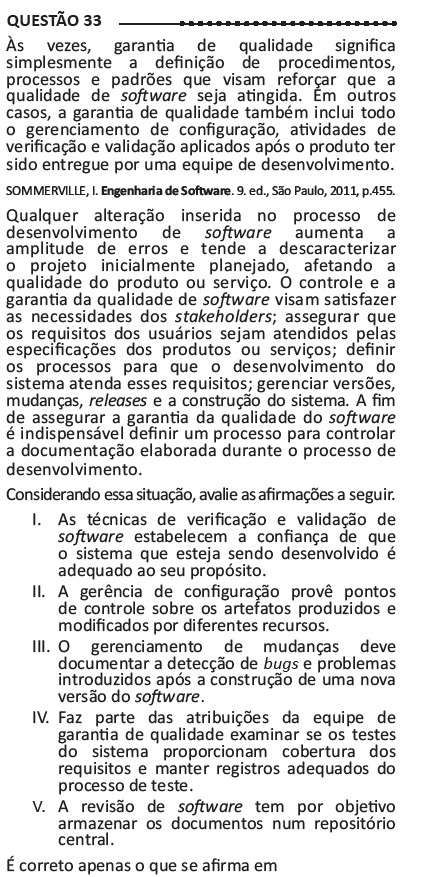 QUESTÃO 33
Às vezes, garantia de qualidade significa
simplesmente a definição de procedimentos,
processos e padrões que visam reforçar que a
qualidade de software seja atingida. Em outros
casos, a garantia de qualidade também inclui todo
o gerenciamento de configuração, atividades de
verificação e validação aplicados após o produto ter
sido entregue por uma equipe de desenvolvimento.
SOMMERVILLE, I. Engenharia de Software. 9. ed., São Paulo, 2011, p.455.
Qualquer alteração inserida no processo de
desenvolvimento de software aumenta a
amplitude de erros e tende a descaracterizar
o projeto inicialmente planejado, afetando a
qualidade do produto ou serviço. O controle e a
garantia da qualidade de software visam satisfazer
as necessidades dos stakeholders; assegurar que
os requisitos dos usuários sejam atendidos pelas
especificações dos produtos ou serviços; definir
os processos para que o desenvolvimento do
sistema atenda esses requisitos; gerenciar versões,
mudanças, releases e a construção do sistema. A fim
de assegurar a garantia da qualidade do software
é indispensável definir um processo para controlar
a documentação elaborada durante o processo de
desenvolvimento.
Considerando essa situação, avalie as afirmações a seguir.
I. As técnicas de verificação e validação de
software estabelecem a confiança de que
o sistema que esteja sendo desenvolvido é
adequado ao seu propósito.
II. A gerência de configuração provê pontos
de controle sobre os artefatos produzidos e
modificados por diferentes recursos.
III. O gerenciamento de mudanças deve
documentar a detecção de bugs e problemas
introduzidos após a construção de uma nova
versão do software.
IV. Faz parte das atribuições da equipe de
garantia de qualidade examinar se os testes
do sistema proporcionam cobertura dos
requisitos e manter registros adequados do
processo de teste.
V. A revisão de software tem por objetivo
armazenar os documentos num repositório
central.
É correto apenas o que se afirma em